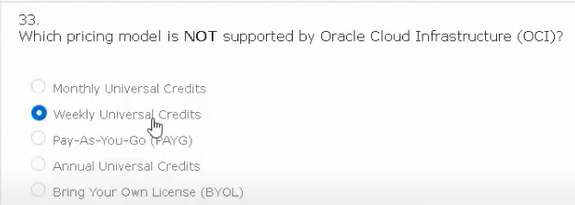 33.
Which pricing model is NOT supported by Oracle Cloud Infrastructure (OCI)?
Monthly Universal Credits
Weekly Universal Credits
Pay-As-You-Go (PAYG)
Annual Universal Credits
Bring Your Own License (BYOL)